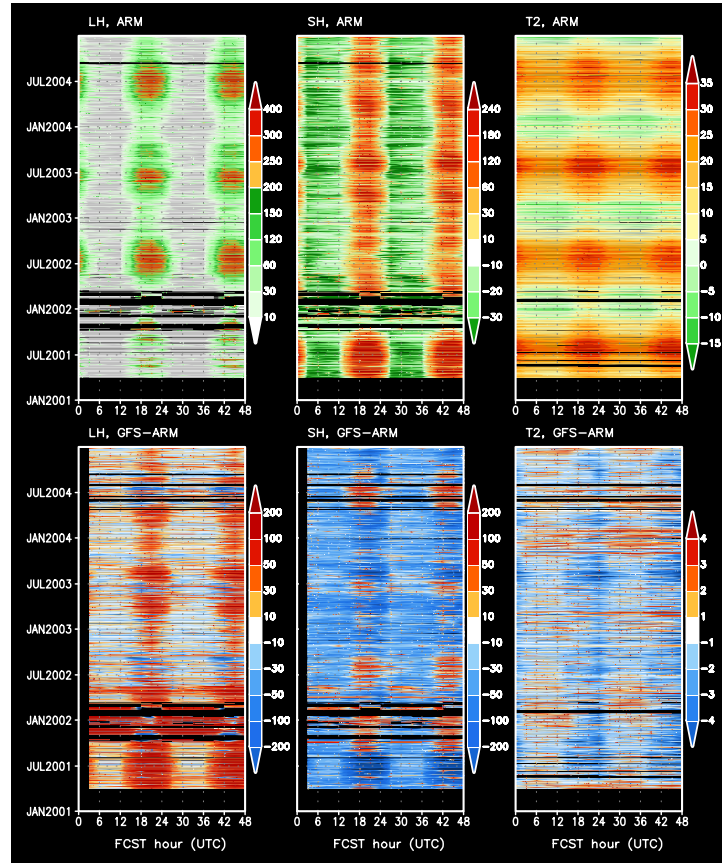 LH, ARM
SH, ARM
T2, ARM
JUL2004
JAN2004
JUL2003
JAN2003
JUL2002
JAN2002
JUL2001
JAN2001
400
300
250
200
150
120
60
30
10
240
180
120
60
30
10
-10
-20
-30
35
30
25
20
15
10
5
0
-5
-10
-15
0 6 12 18 24 30 36 42 48
0 6 12 18 24 30 36 42 48
0 6 12 18 24 30 36 42 48
LH, GFS-ARM
SH, GFS-ARM
T2, GFS-ARM
JUL2004
JAN2004
JUL2003
JAN2003
JUL2002
JAN2002
JUL2001
JAN2001
200
100
50
30
10
-10
-30
-50
-100
-200
200
100
50
30
10
-10
-30
-50
-100
-200
4
3
2
1
-1
-2
-3
-4
0 6 12 18 24 30 36 42 48
0 6 12 18 24 30 36 42 48
0 6 12 18 24 30 36 42 48
FCST hour (UTC)
FCST hour (UTC)
FCST hour (UTC)